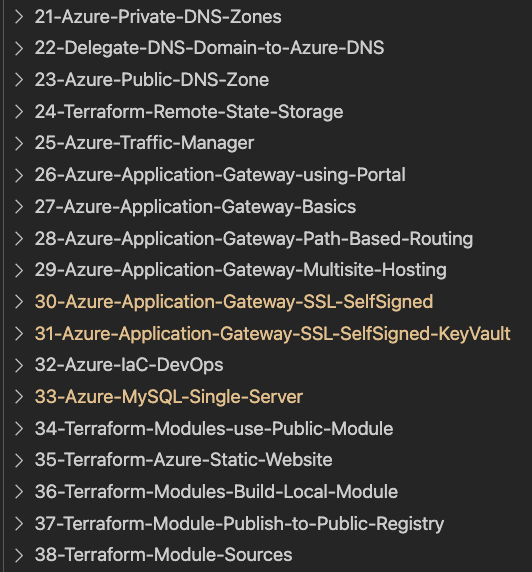 21-Azure-Private-DNS-Zones
22-Delegate-DNS-Domain-to-Azure-DNS
23-Azure-Public-DNS-Zone
24-Terraform-Remote-State-Storage
25-Azure-Traffic-Manager
26-Azure-Application-Gateway-using-Portal
27-Azure-Application-Gateway-Basics
28-Azure-Application-Gateway-Path-Based-Routing
29-Azure-Application-Gateway-Multisite-Hosting
30-Azure-Application-Gateway-SSL-SelfSigned
31-Azure-Application-Gateway-SSL-SelfSigned-KeyVault
32-Azure-IaC-DevOps
33-Azure-MySQL-Single-Server
34-Terraform-Modules-use-Public-Module
35-Terraform-Azure-Static-Website
36-Terraform-Modules-Build-Local-Module
37-Terraform-Module-Publish-to-Public-Registry
38-Terraform-Module-Sources